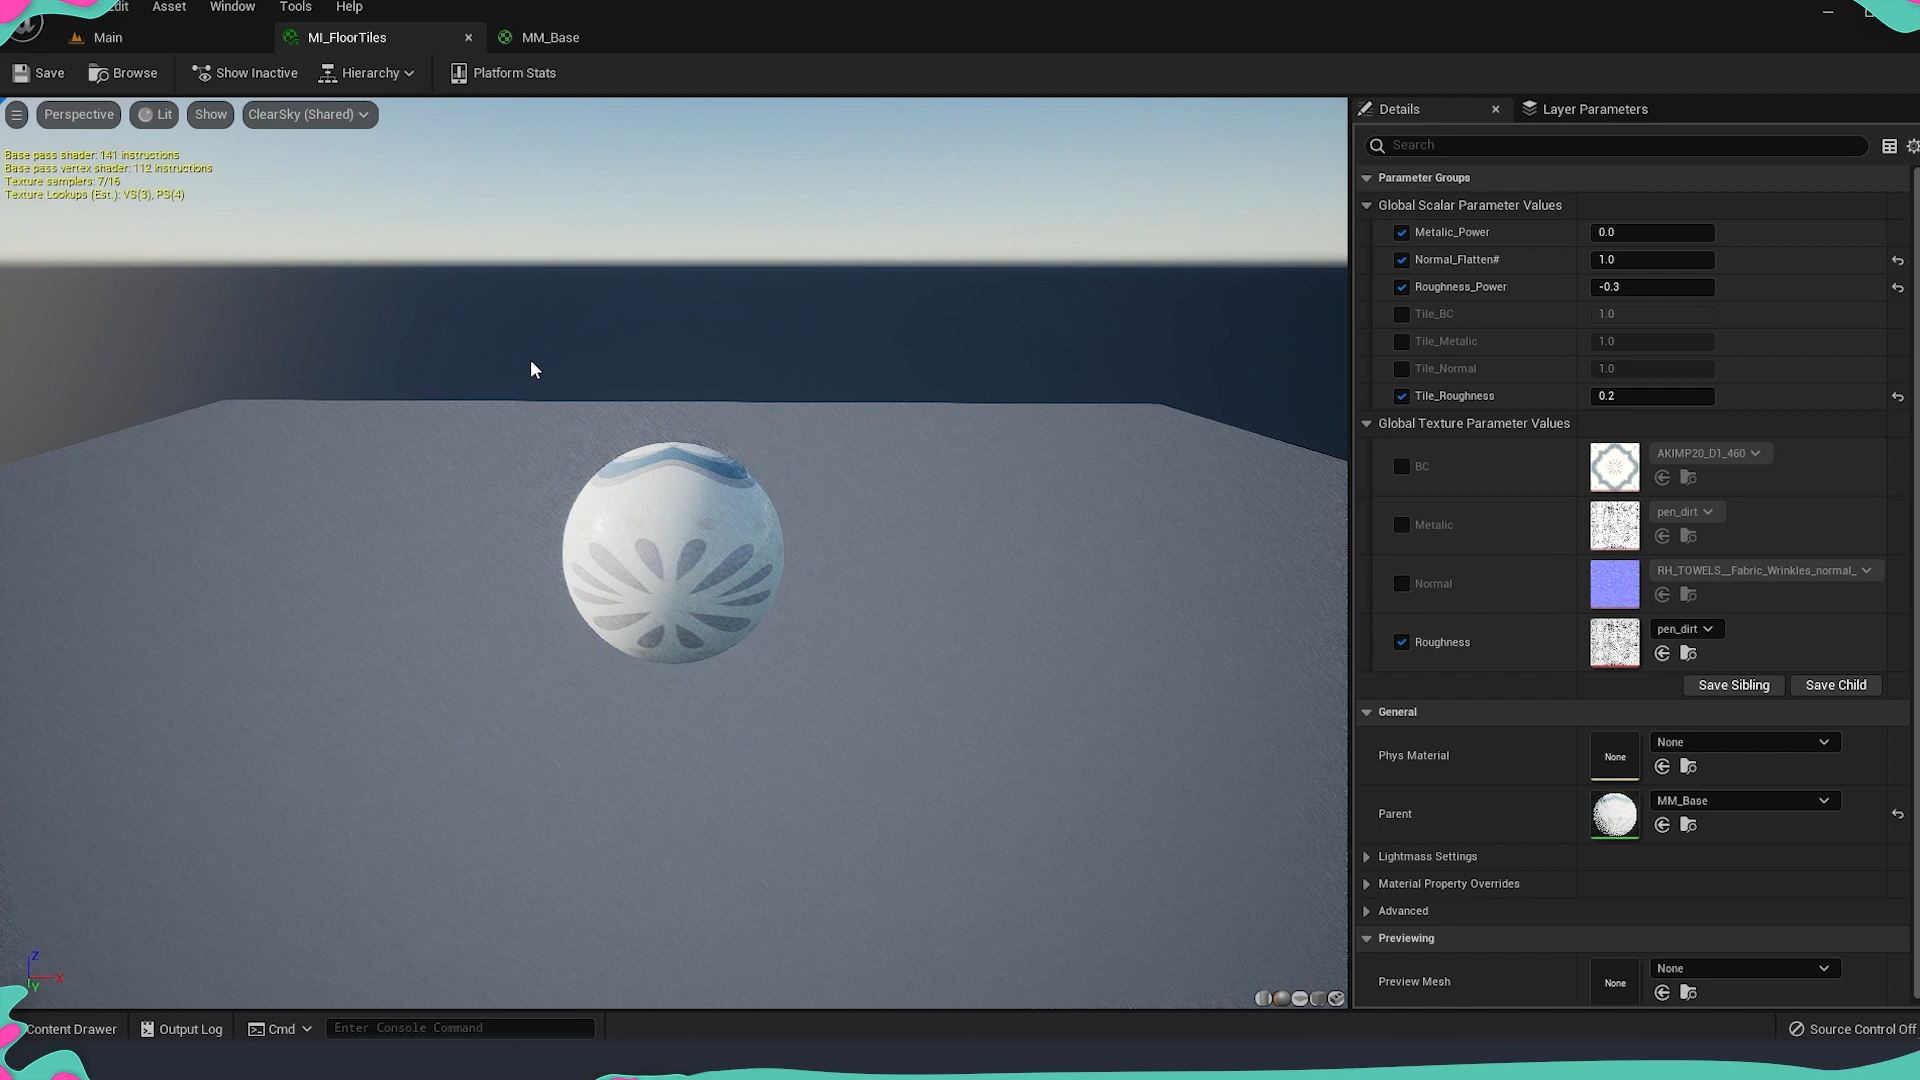 Edit Asset Window Tools Help
Main MI_FloorTiles MM_Base
Save Browse Show Inactive Hierarchy Platform Stats
Perspective Lit Show ClearSky (Shared)
Base pass shader: 141 instructions
Base pass vertex shader: 112 instructions
Texture samplers: 7/16
Texture Lookups (Est.): VS(3), PS(4)
Z
X
Y
Details Layer Parameters
Search
Parameter Groups
Global Scalar Parameter Values
Metalic_Power 0.0
Normal_Flatten# 1.0
Roughness_Power -0.3
Tile_BC 1.0
Tile_Metalic 1.0
Tile_Normal 1.0
Tile_Roughness 0.2
Global Texture Parameter Values
BC AKIMP20_D1_460
Metalic pen_dirt
Normal RH_TOWELS__Fabric_Wrinkles_normal_
Roughness pen_dirt
Save Sibling Save Child
General
Phys Material None None
Parent MM_Base
Lightmass Settings
Material Property Overrides
Advanced
Previewing
Preview Mesh None None
Content Drawer Output Log Cmd Enter Console Command Source Control Off